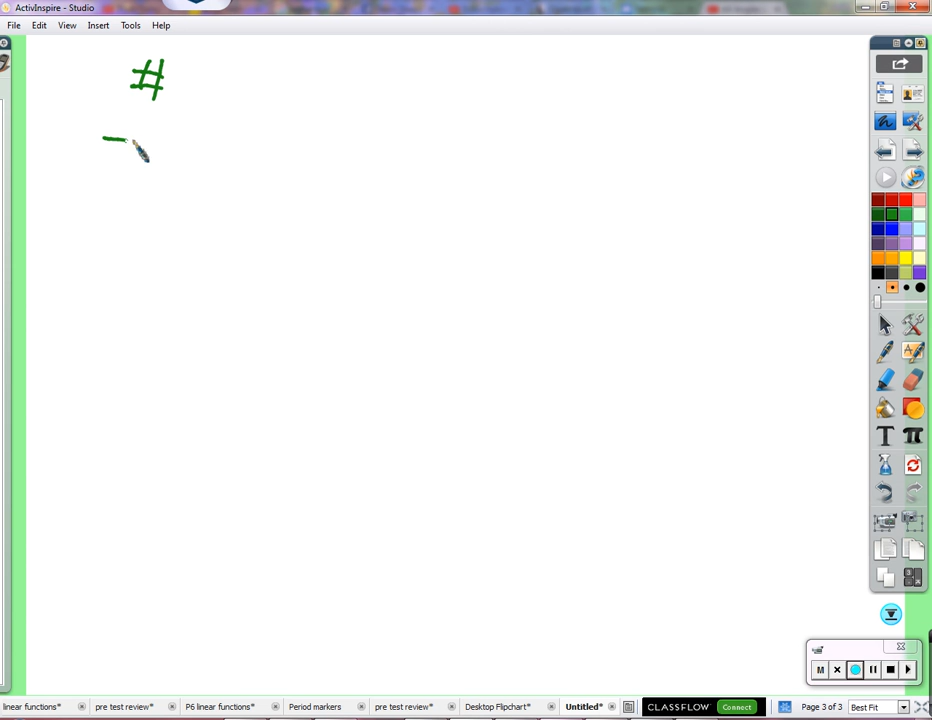 ActivInspire - Studio
File Edit View Insert Tools Help
#
T π
M
linear functions* pre test review* P6 linear functions* Period markers pre test review* Desktop Flipchart* Untitled* CLASSFLOW Connect Page 3 of 3 Best Fit